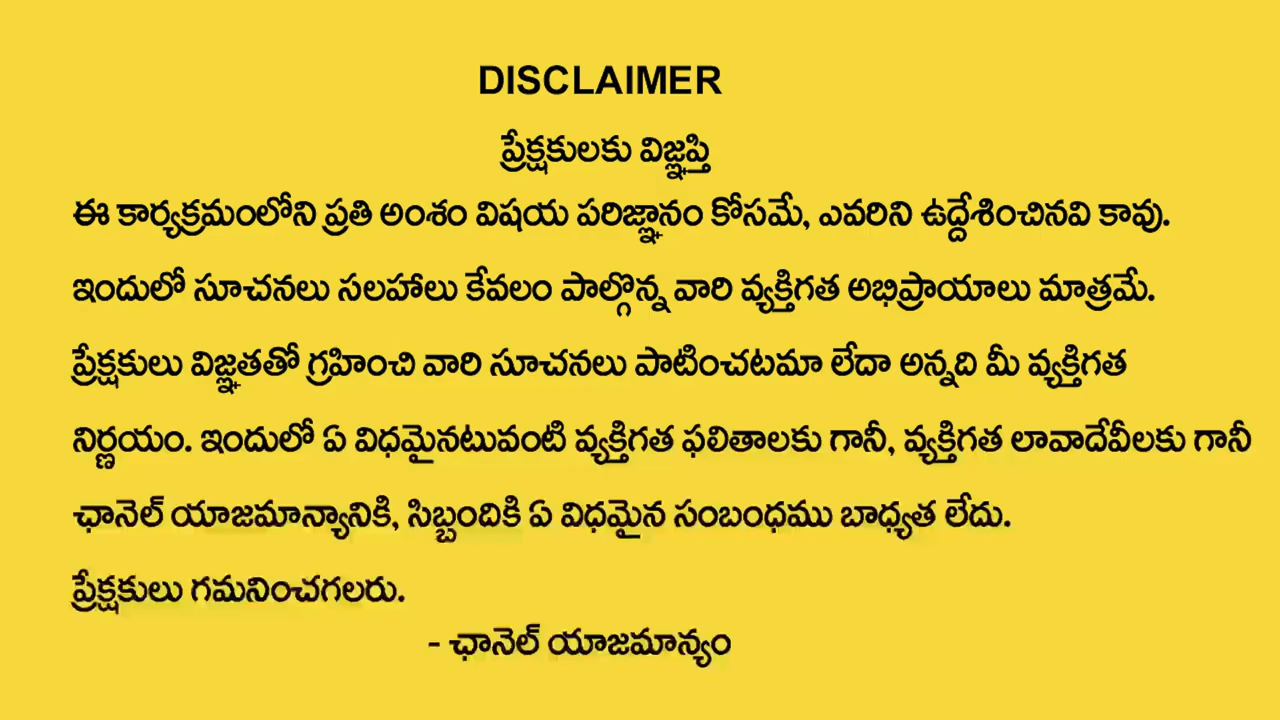 DISCLAIMER
ప్రేక్షకులకు విజ్ఞప్తి
ఈ కార్యక్రమంలోని ప్రతి అంశం విషయ పరిజ్ఞానం కోసమే, ఎవరిని ఉద్దేశించినవి కావు.
ఇందులో సూచనలు సలహాలు కేవలం పాల్గొన్న వారి వ్యక్తిగత అభిప్రాయాలు మాత్రమే.
ప్రేక్షకులు విజ్ఞతతో గ్రహించి వారి సూచనలు పాటించటమా లేదా అన్నది మీ వ్యక్తిగత
నిర్ణయం. ఇందులో ఏ విధమైనటువంటి వ్యక్తిగత ఫలితాలకు గానీ, వ్యక్తిగత లావాదేవీలకు గానీ
ఛానెల్ యాజమాన్యానికి, సిబ్బందికి ఏ విధమైన సంబంధము బాధ్యత లేదు.
ప్రేక్షకులు గమనించగలరు.
- ఛానెల్ యాజమాన్యం